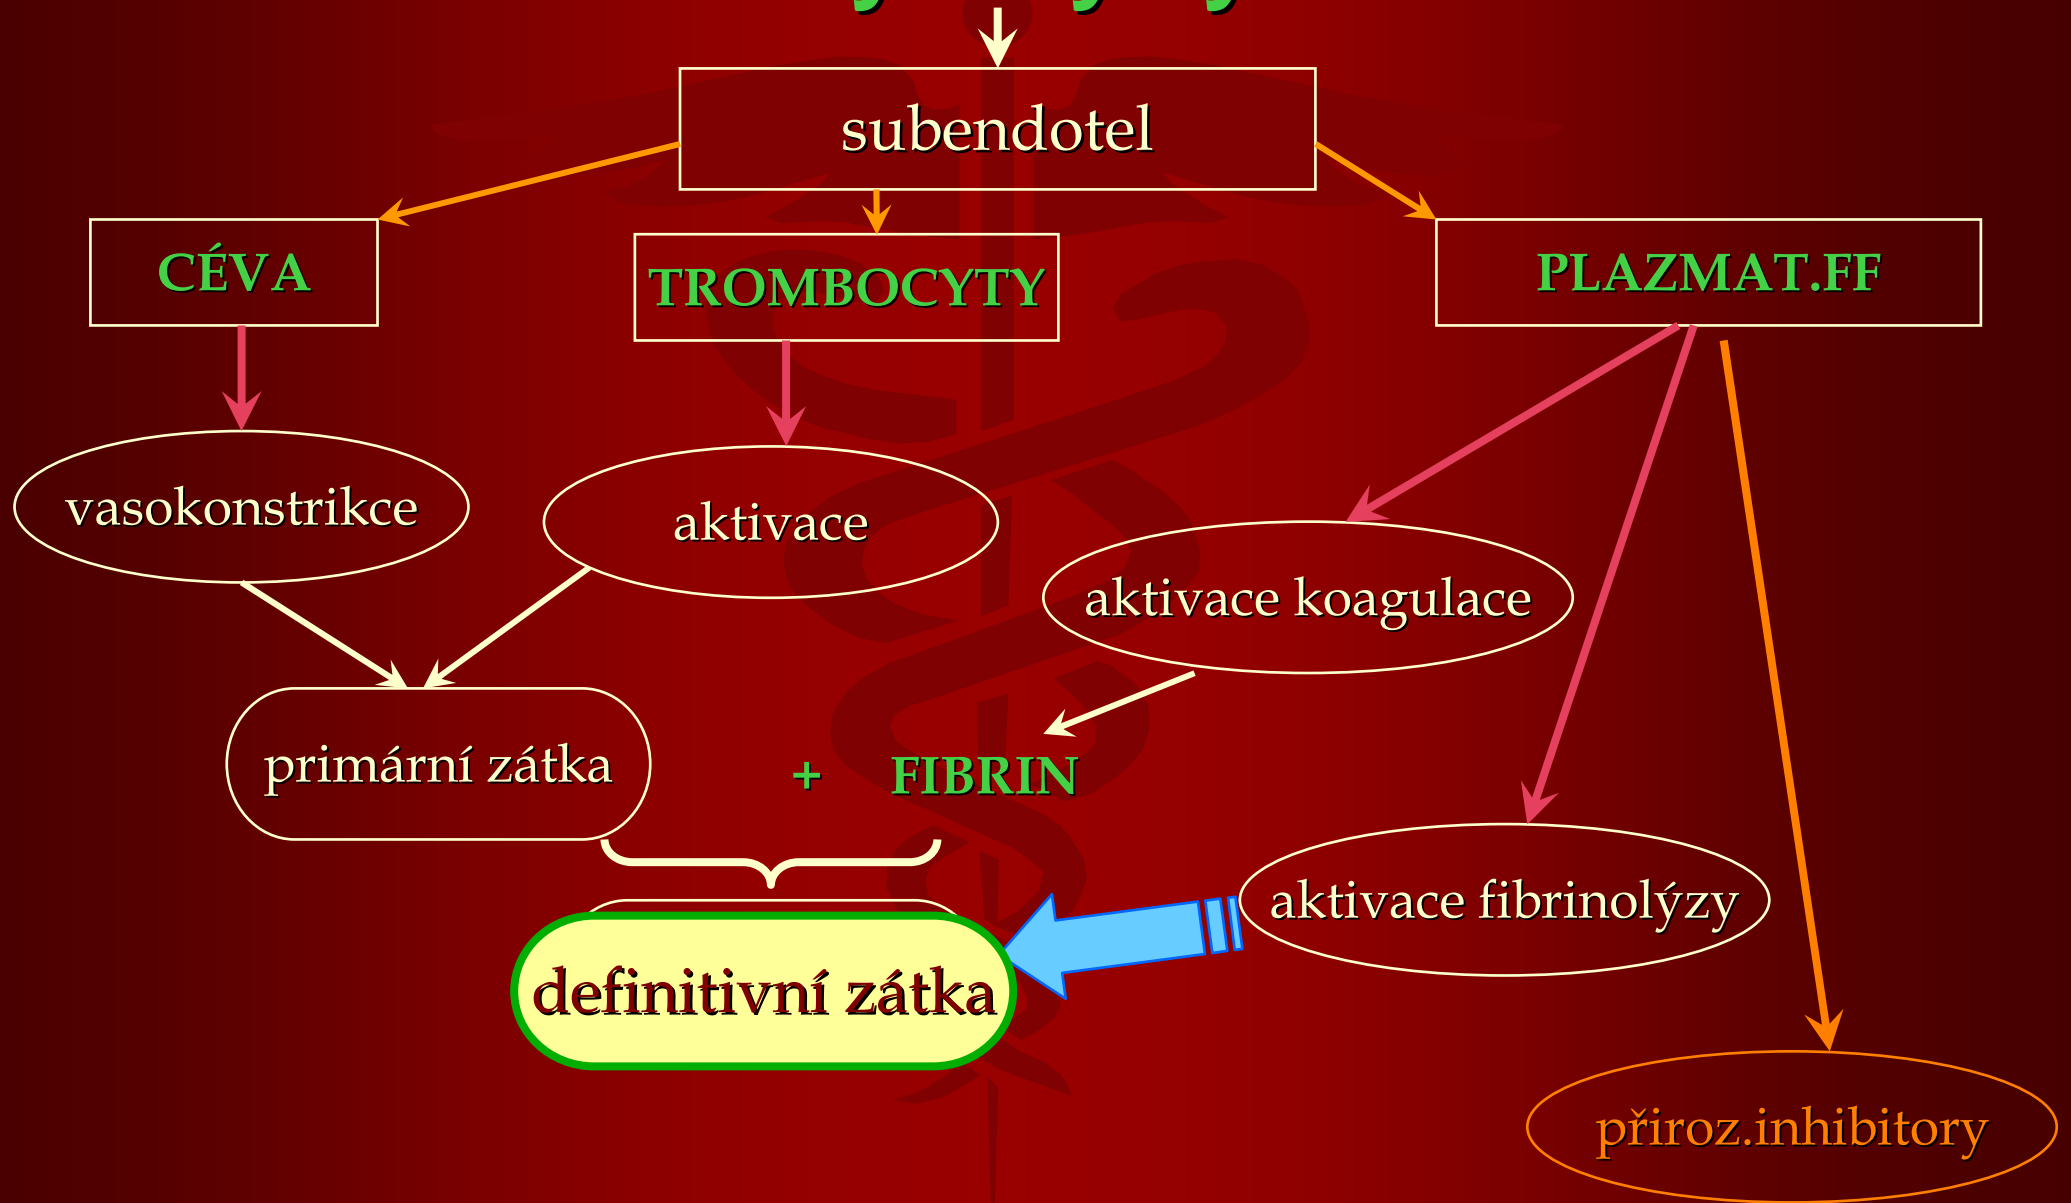 subendotel
CÉVA
TROMBOCYTY
PLAZMAT.FF
vasokonstrikce
aktivace
aktivace koagulace
primární zátka
+ FIBRIN
aktivace fibrinolýzy
definitivní zátka
přiroz.inhibitory